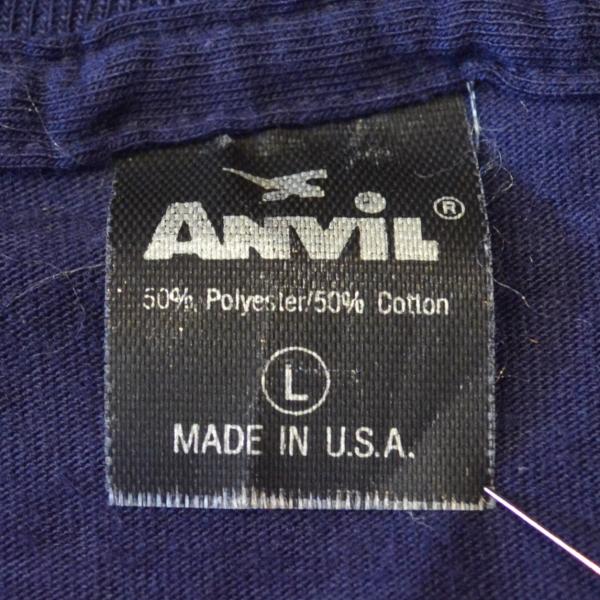 ANViL®
50% Polyester/50% Cotton
L
MADE IN U.S.A.